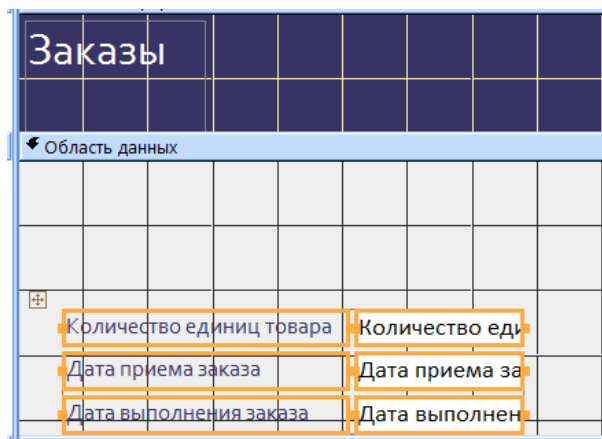 Заказы
Область данных
Количество единиц товара Количество еди
Дата приема заказа Дата приема за
Дата выполнения заказа Дата выполнен